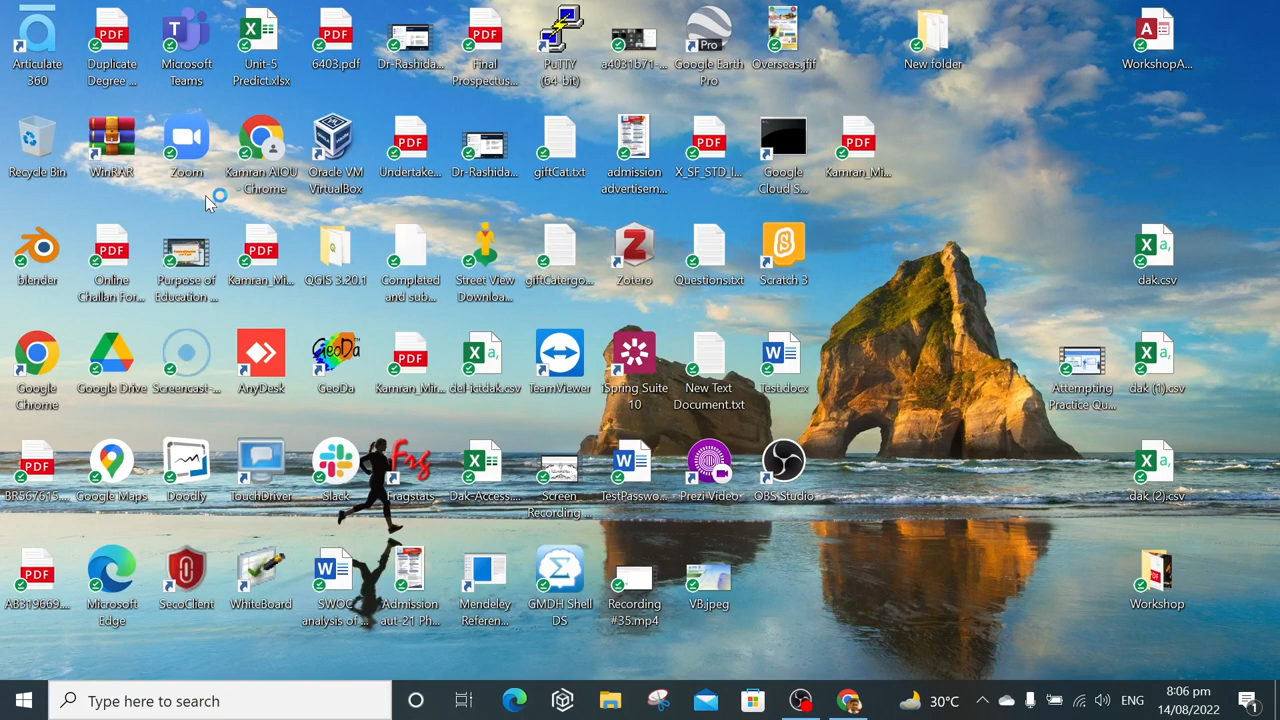 Articulate
360
Duplicate
Degree ...
Microsoft
Teams
Unit-5
Predict.xlsx
6403.pdf
Dr-Rashida...
Final
Prospectus...
PuTTY
(64-bit)
a4031b71-...
Pro
Google Earth
Pro
Overseas.jfif
New folder
WorkshopA...
Recycle Bin
WinRAR
Zoom
Kamran AIOU
- Chrome
Oracle VM
VirtualBox
Undertake...
Dr-Rashida...
giftCat.txt
admission
advertisem...
X_SF_STD_I...
Google
Cloud S...
Kamran_Mi...
blender
Online
Challan For...
Purpose of
Education ...
Kamran_Mi...
QGIS 3.20.1
Completed
and sub...
Street View
Downloa...
giftCatergo...
Zotero
Questions.txt
Scratch 3
dak.csv
Google
Chrome
Google Drive
Screencast-...
AnyDesk
GeoDa
Kamran_Mir...
del-ictdak.csv
TeamViewer
iSpring Suite
10
New Text
Document.txt
Test.docx
Attempting
Practice Qu...
dak (1).csv
BR567615...
Google Maps
Doodly
TouchDriver
Slack
Fragstats
Dak-Access....
Screen
Recording ...
TestPasswo...
Prezi Video
OBS Studio
dak (2).csv
AB319669...
Microsoft
Edge
SecoClient
WhiteBoard
SWOC
analysis of ...
Admission
aut-21 Ph...
Mendeley
Referen...
GMDH Shell
DS
Recording
#35.mp4
VB.jpeg
Workshop
Type here to search
30°C
ENG
8:06 pm
14/08/2022
1